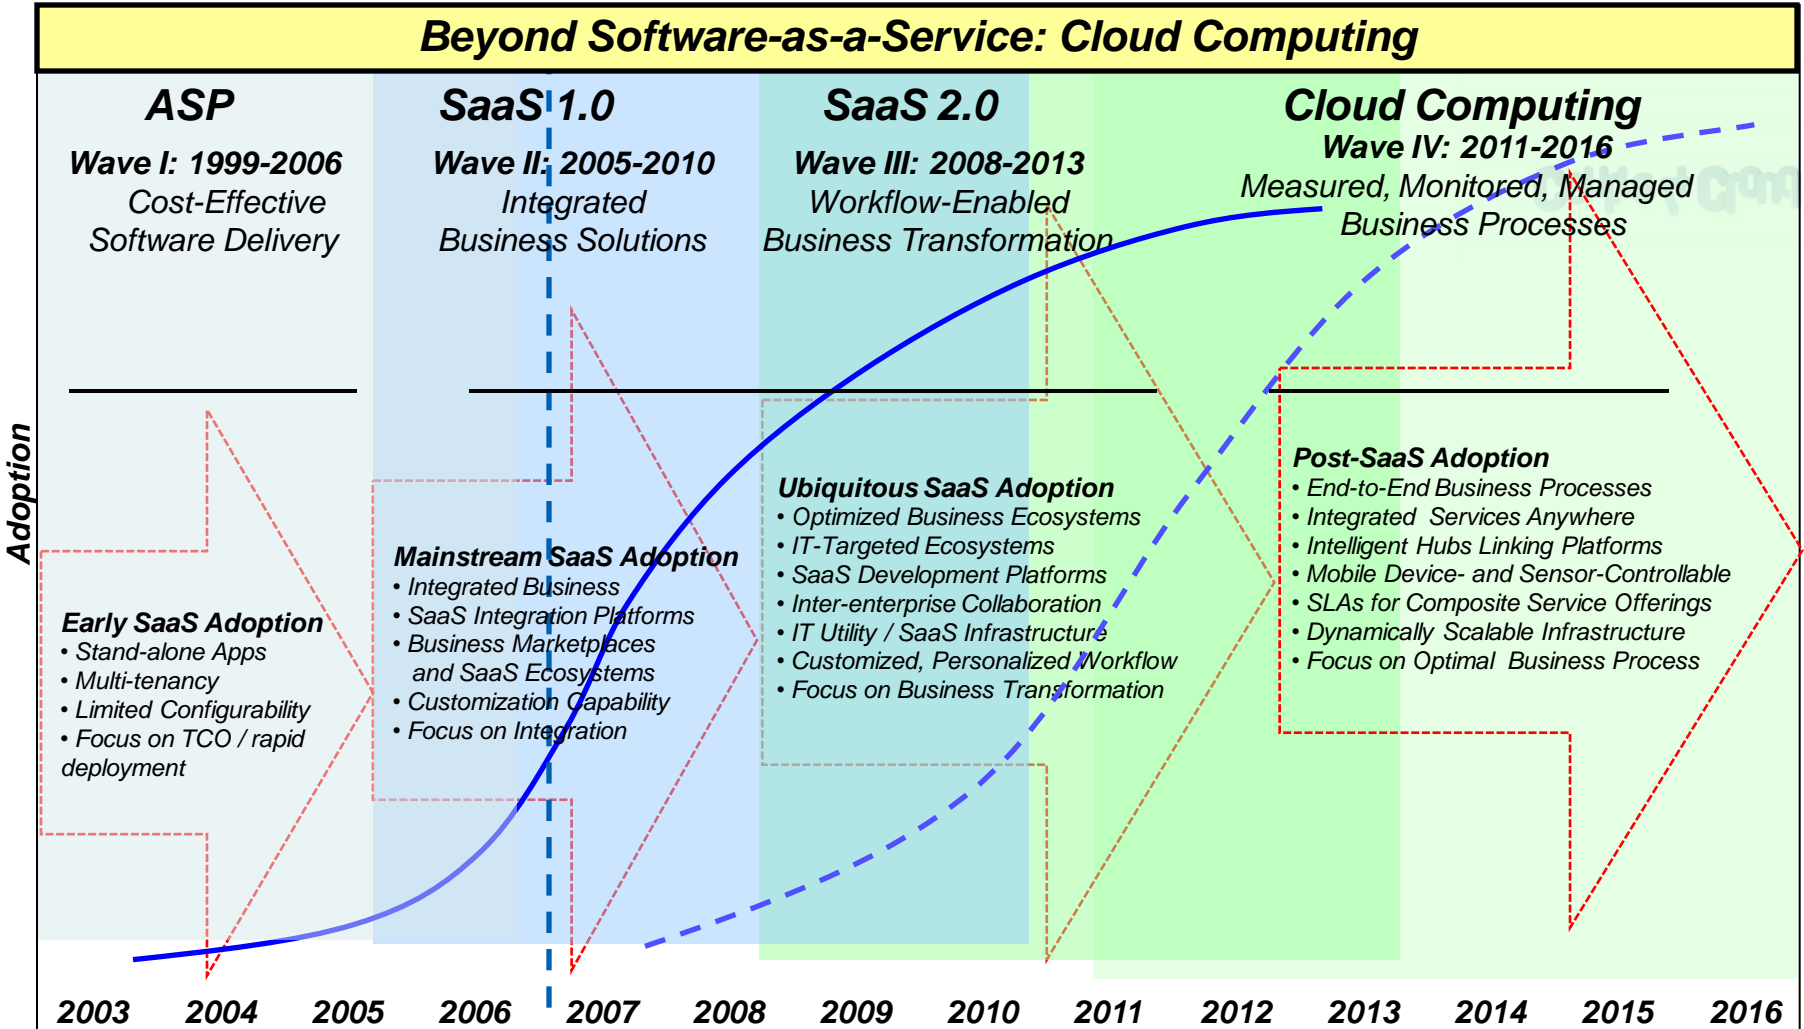 Beyond Software-as-a-Service: Cloud Computing
ASP
Wave I: 1999-2006
Cost-Effective
Software Delivery
SaaS 1.0
Wave II: 2005-2010
Integrated
Business Solutions
SaaS 2.0
Wave III: 2008-2013
Workflow-Enabled
Business Transformation
Cloud Computing
Wave IV: 2011-2016
Measured, Monitored, Managed
Business Processes
Adoption
Early SaaS Adoption
• Stand-alone Apps
• Multi-tenancy
• Limited Configurability
• Focus on TCO / rapid
deployment
Mainstream SaaS Adoption
• Integrated Business
• SaaS Integration Platforms
• Business Marketplaces
and SaaS Ecosystems
• Customization Capability
• Focus on Integration
Ubiquitous SaaS Adoption
• Optimized Business Ecosystems
• IT-Targeted Ecosystems
• SaaS Development Platforms
• Inter-enterprise Collaboration
• IT Utility / SaaS Infrastructure
• Customized, Personalized Workflow
• Focus on Business Transformation
Post-SaaS Adoption
• End-to-End Business Processes
• Integrated Services Anywhere
• Intelligent Hubs Linking Platforms
• Mobile Device- and Sensor-Controllable
• SLAs for Composite Service Offerings
• Dynamically Scalable Infrastructure
• Focus on Optimal Business Process
2003 2004 2005 2006 2007 2008 2009 2010 2011 2012 2013 2014 2015 2016